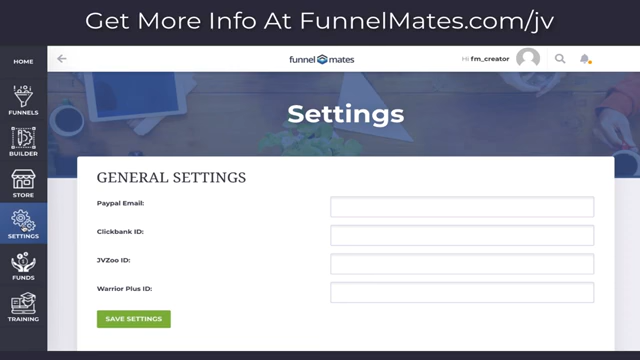 Get More Info At FunnelMates.com/jv
HOME
funnel mates
Hi fm_creator
FUNNELS
Settings
BUILDER
STORE
GENERAL SETTINGS
Paypal Email:
SETTINGS
Clickbank ID:
JVZoo ID:
FUNDS
Warrior Plus ID:
TRAINING
SAVE SETTINGS